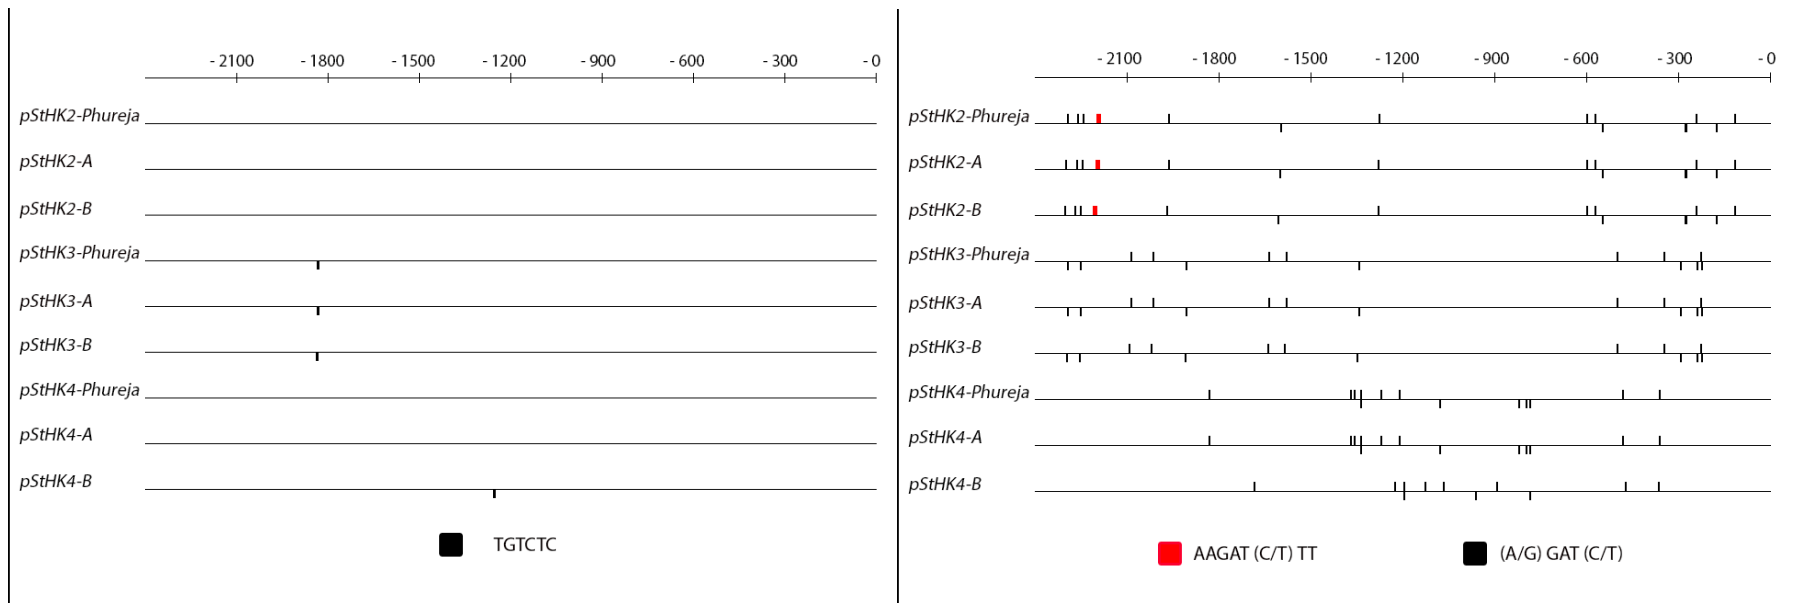 - 2100 - 1800 - 1500 - 1200 - 900 - 600 - 300 - 0
pStHK2-Phureja
pStHK2-A
pStHK2-B
pStHK3-Phureja
pStHK3-A
pStHK3-B
pStHK4-Phureja
pStHK4-A
pStHK4-B
TGTCTC
- 2100 - 1800 - 1500 - 1200 - 900 - 600 - 300 - 0
pStHK2-Phureja
pStHK2-A
pStHK2-B
pStHK3-Phureja
pStHK3-A
pStHK3-B
pStHK4-Phureja
pStHK4-A
pStHK4-B
AAGAT (C/T) TT (A/G) GAT (C/T)